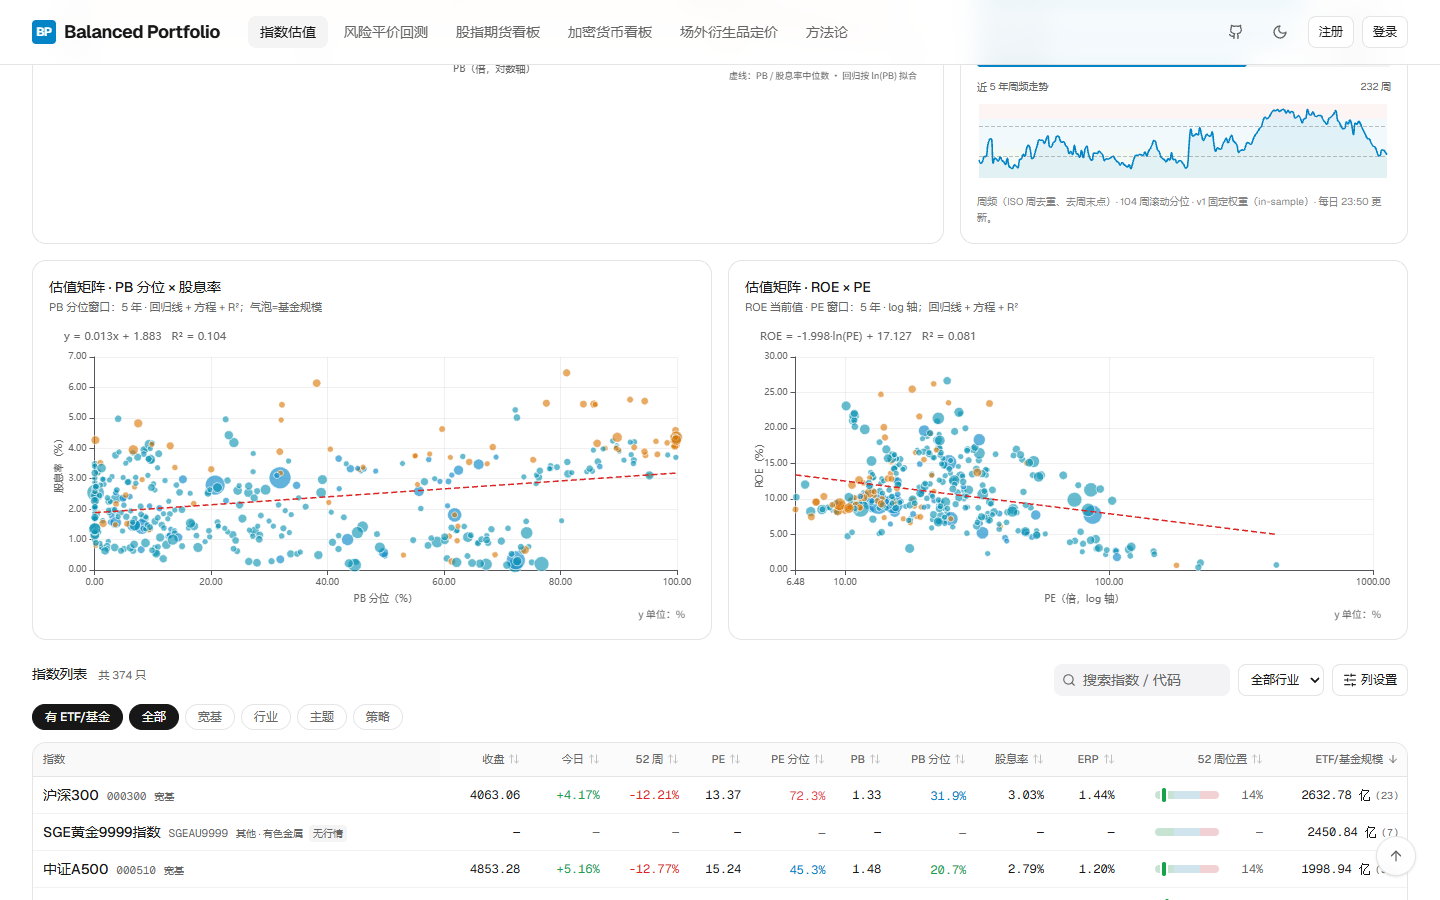 BP Balanced Portfolio 指数估值 风险平价回测 股指期货看板 加密货币看板 场外衍生品定价 方法论 注册 登录
PB（倍，对数轴）
虚线：PB / 股息率中位数 · 回归按 ln(PB) 拟合
近 5 年周频走势 232 周
周频（ISO 周去重、去周末点）· 104 周滚动分位 · v1 固定权重（in-sample）· 每日 23:50 更
新。
估值矩阵 · PB 分位 × 股息率
PB 分位窗口：5 年 · 回归线 + 方程 + R²；气泡=基金规模
y = 0.013x + 1.883 R² = 0.104
7.00
6.00
5.00
4.00
3.00
2.00
1.00
0.00
股息率（%）
0.00 20.00 40.00 60.00 80.00 100.00
PB 分位（%）
y 单位：%
估值矩阵 · ROE × PE
ROE 当前值 · PE 窗口：5 年 · log 轴；回归线 + 方程 + R²
ROE = -1.998·ln(PE) + 17.127 R² = 0.081
30.00
25.00
20.00
15.00
10.00
5.00
0.00
ROE（%）
6.48 10.00 100.00 1000.00
PE（倍，log 轴）
y 单位：%
指数列表 共 374 只
搜索指数 / 代码 全部行业 列设置
有 ETF/基金 全部 宽基 行业 主题 策略
指数 收盘 今日 52 周 PE PE 分位 PB PB 分位 股息率 ERP 52 周位置 ETF/基金规模
沪深300 000300 宽基 4063.06 +4.17% -12.21% 13.37 72.3% 1.33 31.9% 3.03% 1.44% 14% 2632.78 亿 (23)
SGE黄金9999指数 SGEAU9999 其他 · 有色金属 无行情 — — — — — — — — — — 2450.84 亿 (7)
中证A500 000510 宽基 4853.28 +5.16% -12.77% 15.24 45.3% 1.48 20.7% 2.79% 1.20% 14% 1998.94 亿